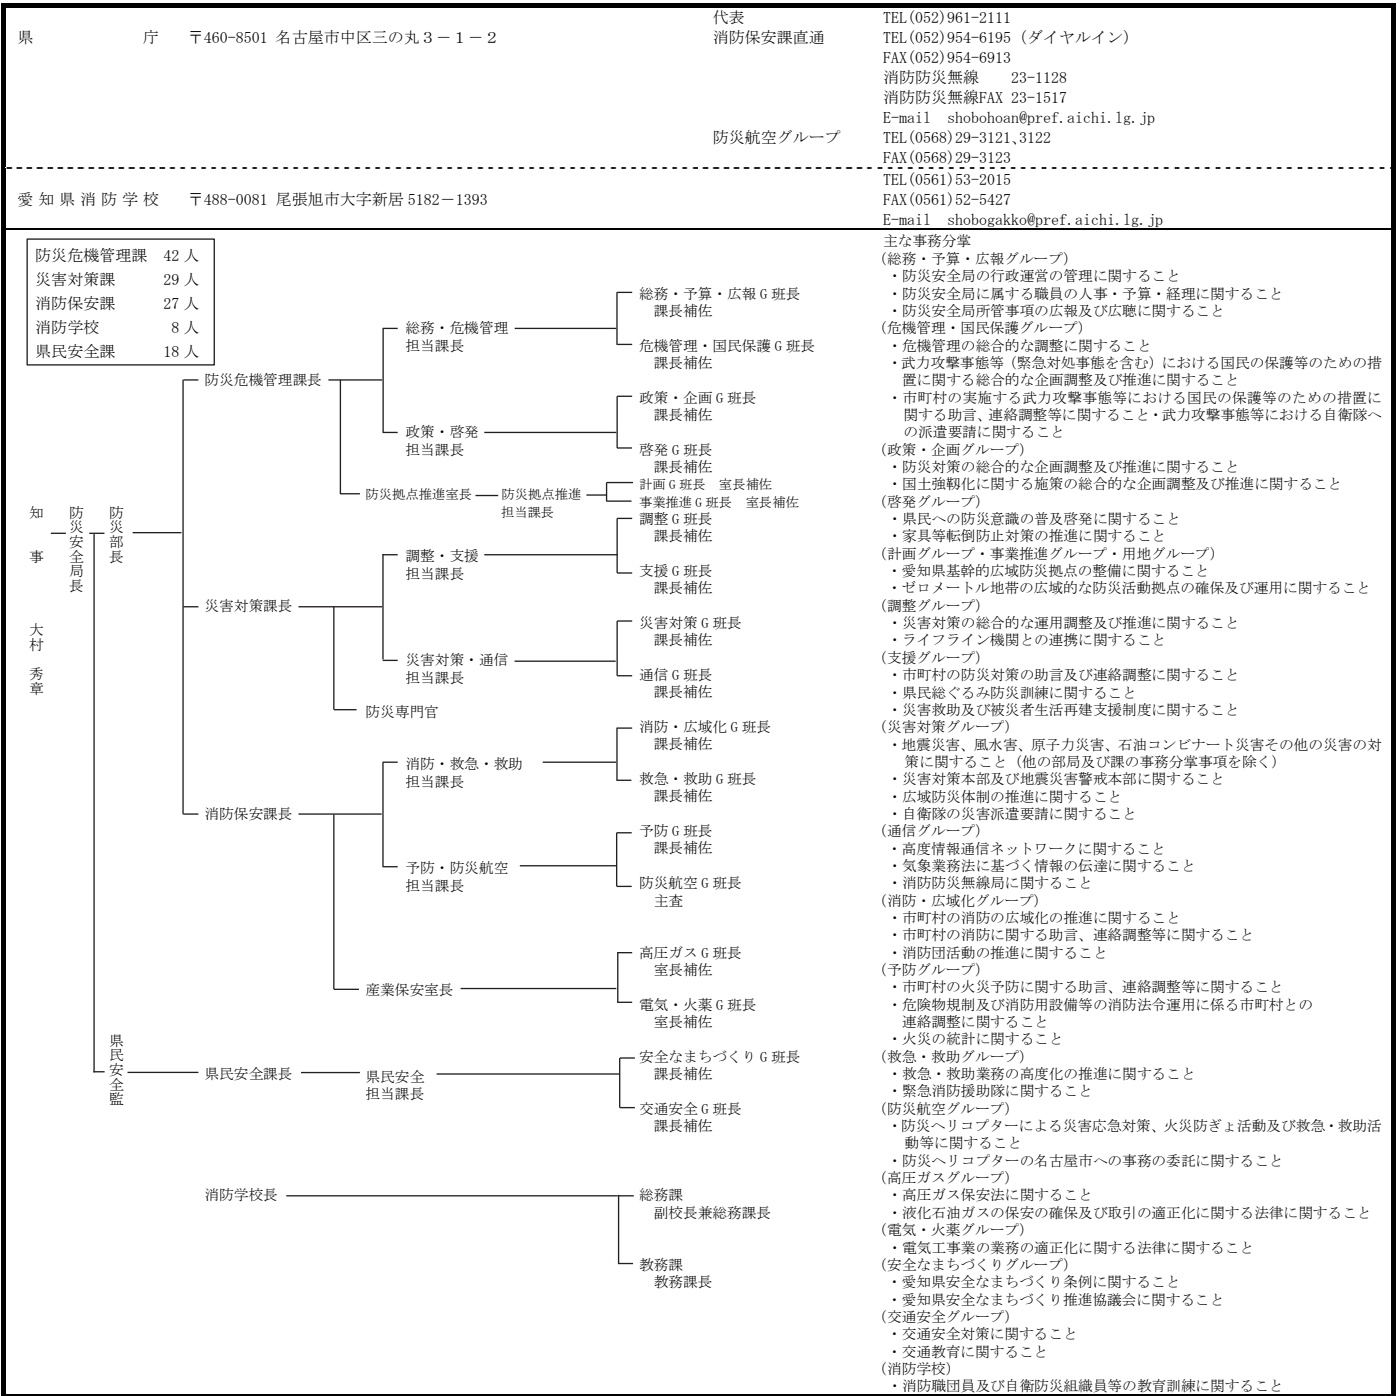 県庁 〒460-8501 名古屋市中区三の丸３－１－２
代表 TEL(052)961-2111
消防保安課直通 TEL(052)954-6195（ダイヤルイン）
FAX(052)954-6913
消防防災無線 23-1128
消防防災無線FAX 23-1517
E-mail shobohoan@pref.aichi.lg.jp
防災航空グループ TEL(0568)29-3121､3122
FAX(0568)29-3123
愛知県消防学校 〒488-0081 尾張旭市大字新居5182－1393
TEL(0561)53-2015
FAX(0561)52-5427
E-mail shobogakko@pref.aichi.lg.jp
防災危機管理課 42人
災害対策課 29人
消防保安課 27人
消防学校 8人
県民安全課 18人
知事 大村 秀章
防災安全局長
防災部長
防災危機管理課長
総務・危機管理
担当課長
総務・予算・広報G班長
課長補佐
危機管理・国民保護G班長
課長補佐
政策・啓発
担当課長
政策・企画G班長
課長補佐
啓発G班長
課長補佐
防災拠点推進室長
防災拠点推進
担当課長
計画G班長 室長補佐
事業推進G班長 室長補佐
災害対策課長
調整・支援
担当課長
調整G班長
課長補佐
支援G班長
課長補佐
災害対策・通信
担当課長
災害対策G班長
課長補佐
通信G班長
課長補佐
防災専門官
消防保安課長
消防・救急・救助
担当課長
消防・広域化G班長
課長補佐
救急・救助G班長
課長補佐
予防・防災航空
担当課長
予防G班長
課長補佐
防災航空G班長
主査
産業保安室長
高圧ガスG班長
室長補佐
電気・火薬G班長
室長補佐
県民安全監
県民安全課長
県民安全
担当課長
安全なまちづくりG班長
課長補佐
交通安全G班長
課長補佐
消防学校長
総務課
副校長兼総務課長
教務課
教務課長
主な事務分掌
(総務・予算・広報グループ)
・防災安全局の行政運営の管理に関すること
・防災安全局に属する職員の人事・予算・経理に関すること
・防災安全局所管事項の広報及び広聴に関すること
(危機管理・国民保護グループ)
・危機管理の総合的な調整に関すること
・武力攻撃事態等（緊急対処事態を含む）における国民の保護等のための措
置に関する総合的な企画調整及び推進に関すること
・市町村の実施する武力攻撃事態等における国民の保護等のための措置に
関する助言、連絡調整等に関すること・武力攻撃事態等における自衛隊へ
の派遣要請に関すること
(政策・企画グループ)
・防災対策の総合的な企画調整及び推進に関すること
・国土強靱化に関する施策の総合的な企画調整及び推進に関すること
(啓発グループ)
・県民への防災意識の普及啓発に関すること
・家具等転倒防止対策の推進に関すること
(計画グループ・事業推進グループ・用地グループ)
・愛知県基幹的広域防災拠点の整備に関すること
・ゼロメートル地帯の広域的な防災活動拠点の確保及び運用に関すること
(調整グループ)
・災害対策の総合的な運用調整及び推進に関すること
・ライフライン機関との連携に関すること
(支援グループ)
・市町村の防災対策の助言及び連絡調整に関すること
・県民総ぐるみ防災訓練に関すること
・災害救助及び被災者生活再建支援制度に関すること
(災害対策グループ)
・地震災害、風水害、原子力災害、石油コンビナート災害その他の災害の対
策に関すること（他の部局及び課の事務分掌事項を除く）
・災害対策本部及び地震災害警戒本部に関すること
・広域防災体制の推進に関すること
・自衛隊の災害派遣要請に関すること
(通信グループ)
・高度情報通信ネットワークに関すること
・気象業務法に基づく情報の伝達に関すること
・消防防災無線局に関すること
(消防・広域化グループ)
・市町村の消防の広域化の推進に関すること
・市町村の消防に関する助言、連絡調整等に関すること
・消防団活動の推進に関すること
(予防グループ)
・市町村の火災予防に関する助言、連絡調整等に関すること
・危険物規制及び消防用設備等の消防法令運用に係る市町村との
連絡調整に関すること
・火災の統計に関すること
(救急・救助グループ)
・救急・救助業務の高度化の推進に関すること
・緊急消防援助隊に関すること
(防災航空グループ)
・防災ヘリコプターによる災害応急対策、火災防ぎょ活動及び救急・救助活
動等に関すること
・防災ヘリコプターの名古屋市への事務の委託に関すること
(高圧ガスグループ)
・高圧ガス保安法に関すること
・液化石油ガスの保安の確保及び取引の適正化に関する法律に関すること
(電気・火薬グループ)
・電気工事業の業務の適正化に関する法律に関すること
(安全なまちづくりグループ)
・愛知県安全なまちづくり条例に関すること
・愛知県安全なまちづくり推進協議会に関すること
(交通安全グループ)
・交通安全対策に関すること
・交通教育に関すること
(消防学校)
・消防職団員及び自衛防災組織員等の教育訓練に関すること